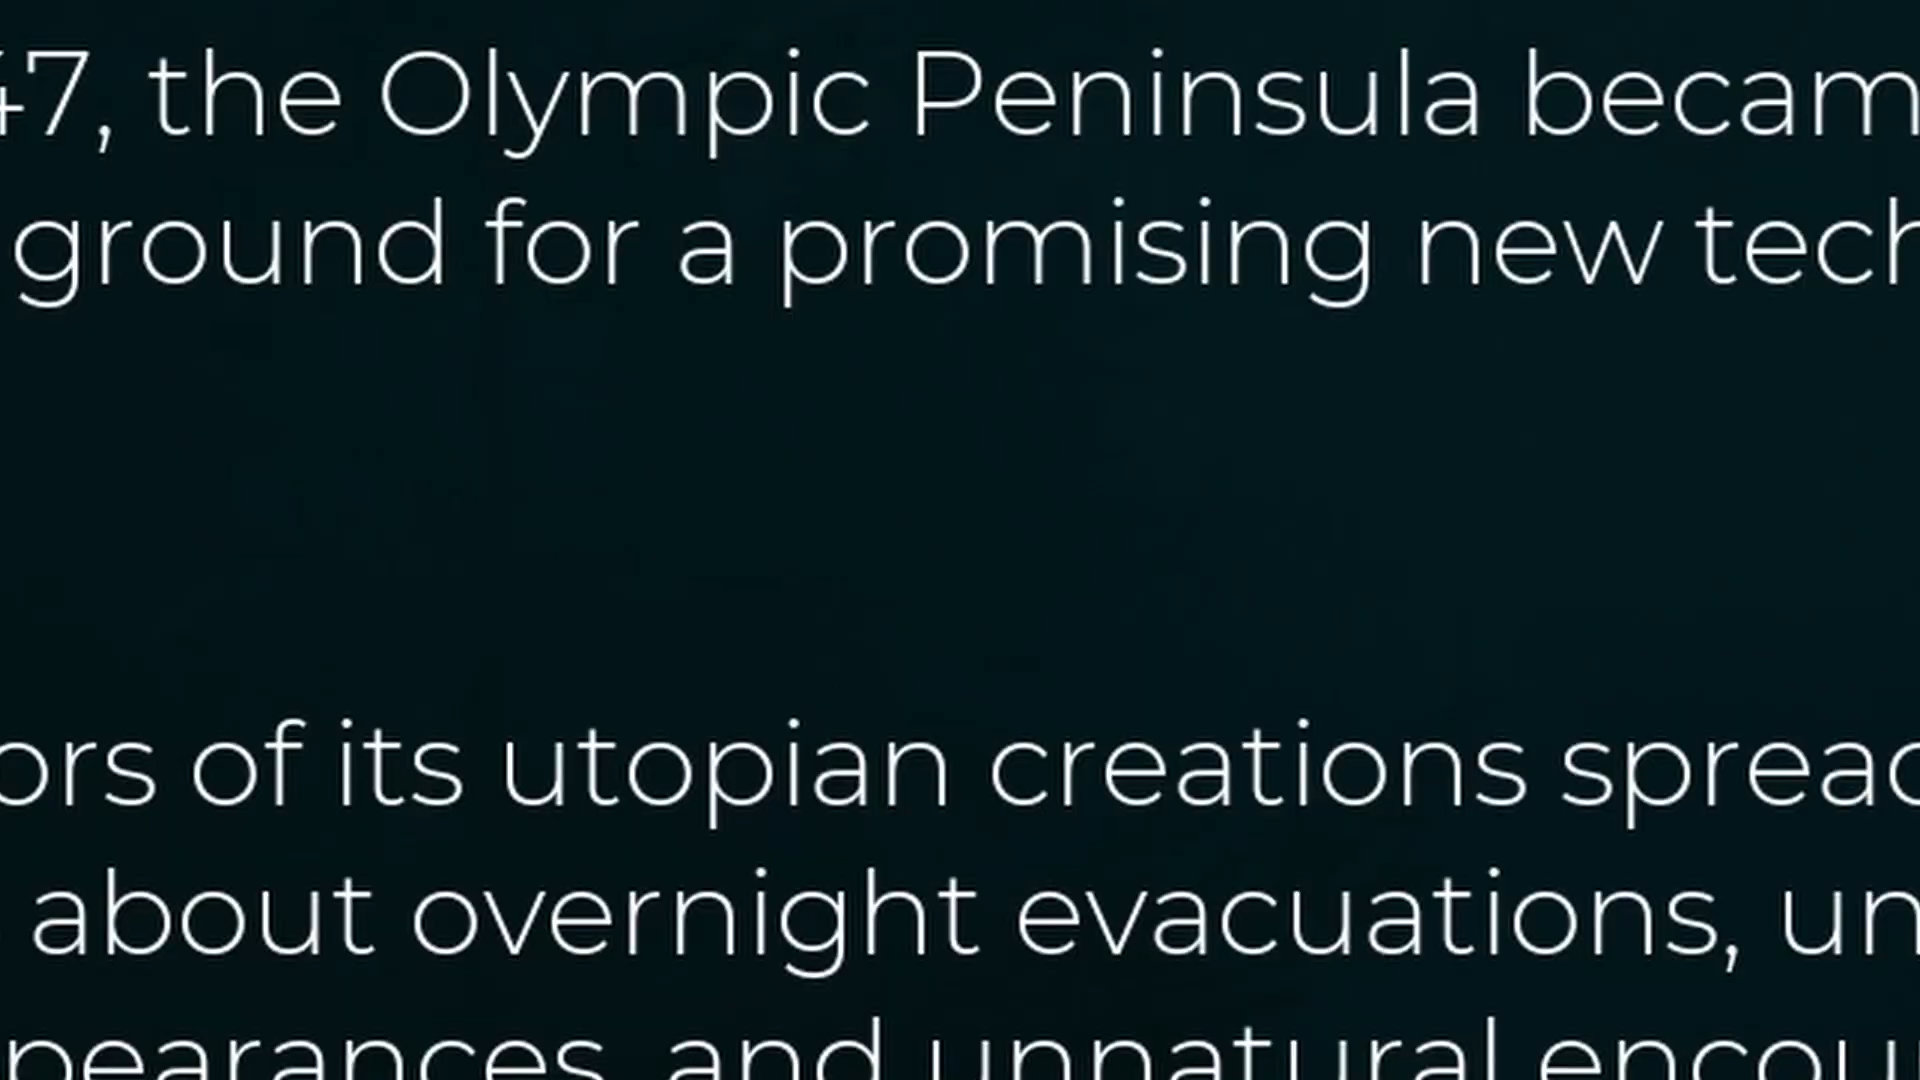 47, the Olympic Peninsula becam
ground for a promising new tech
ors of its utopian creations spread
about overnight evacuations, un
pearances, and unnatural encou